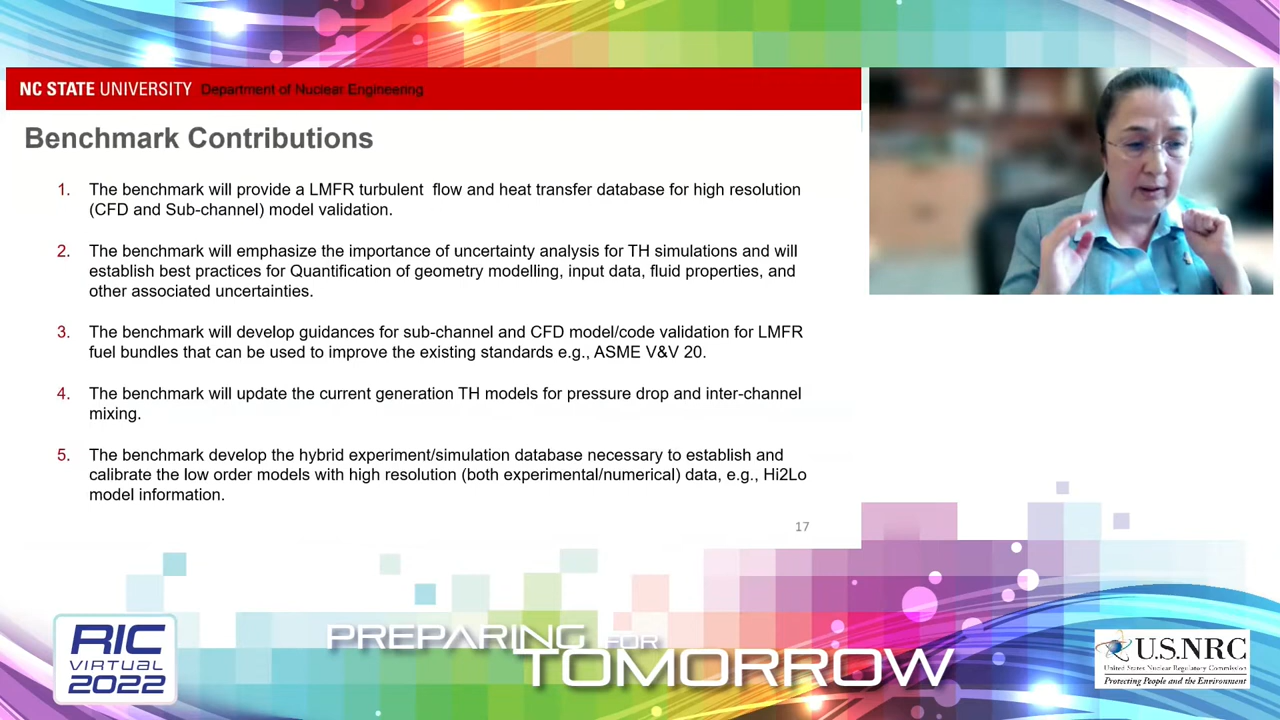 NC STATE UNIVERSITY Department of Nuclear Engineering
Benchmark Contributions
1. The benchmark will provide a LMFR turbulent flow and heat transfer database for high resolution
(CFD and Sub-channel) model validation.
2. The benchmark will emphasize the importance of uncertainty analysis for TH simulations and will
establish best practices for Quantification of geometry modelling, input data, fluid properties, and
other associated uncertainties.
3. The benchmark will develop guidances for sub-channel and CFD model/code validation for LMFR
fuel bundles that can be used to improve the existing standards e.g., ASME V&V 20.
4. The benchmark will update the current generation TH models for pressure drop and inter-channel
mixing.
5. The benchmark develop the hybrid experiment/simulation database necessary to establish and
calibrate the low order models with high resolution (both experimental/numerical) data, e.g., Hi2Lo
model information.
17
RIC
VIRTUAL
2022
PREPARING FOR
TOMORROW
U.S.NRC
United States Nuclear Regulatory Commission
Protecting People and the Environment